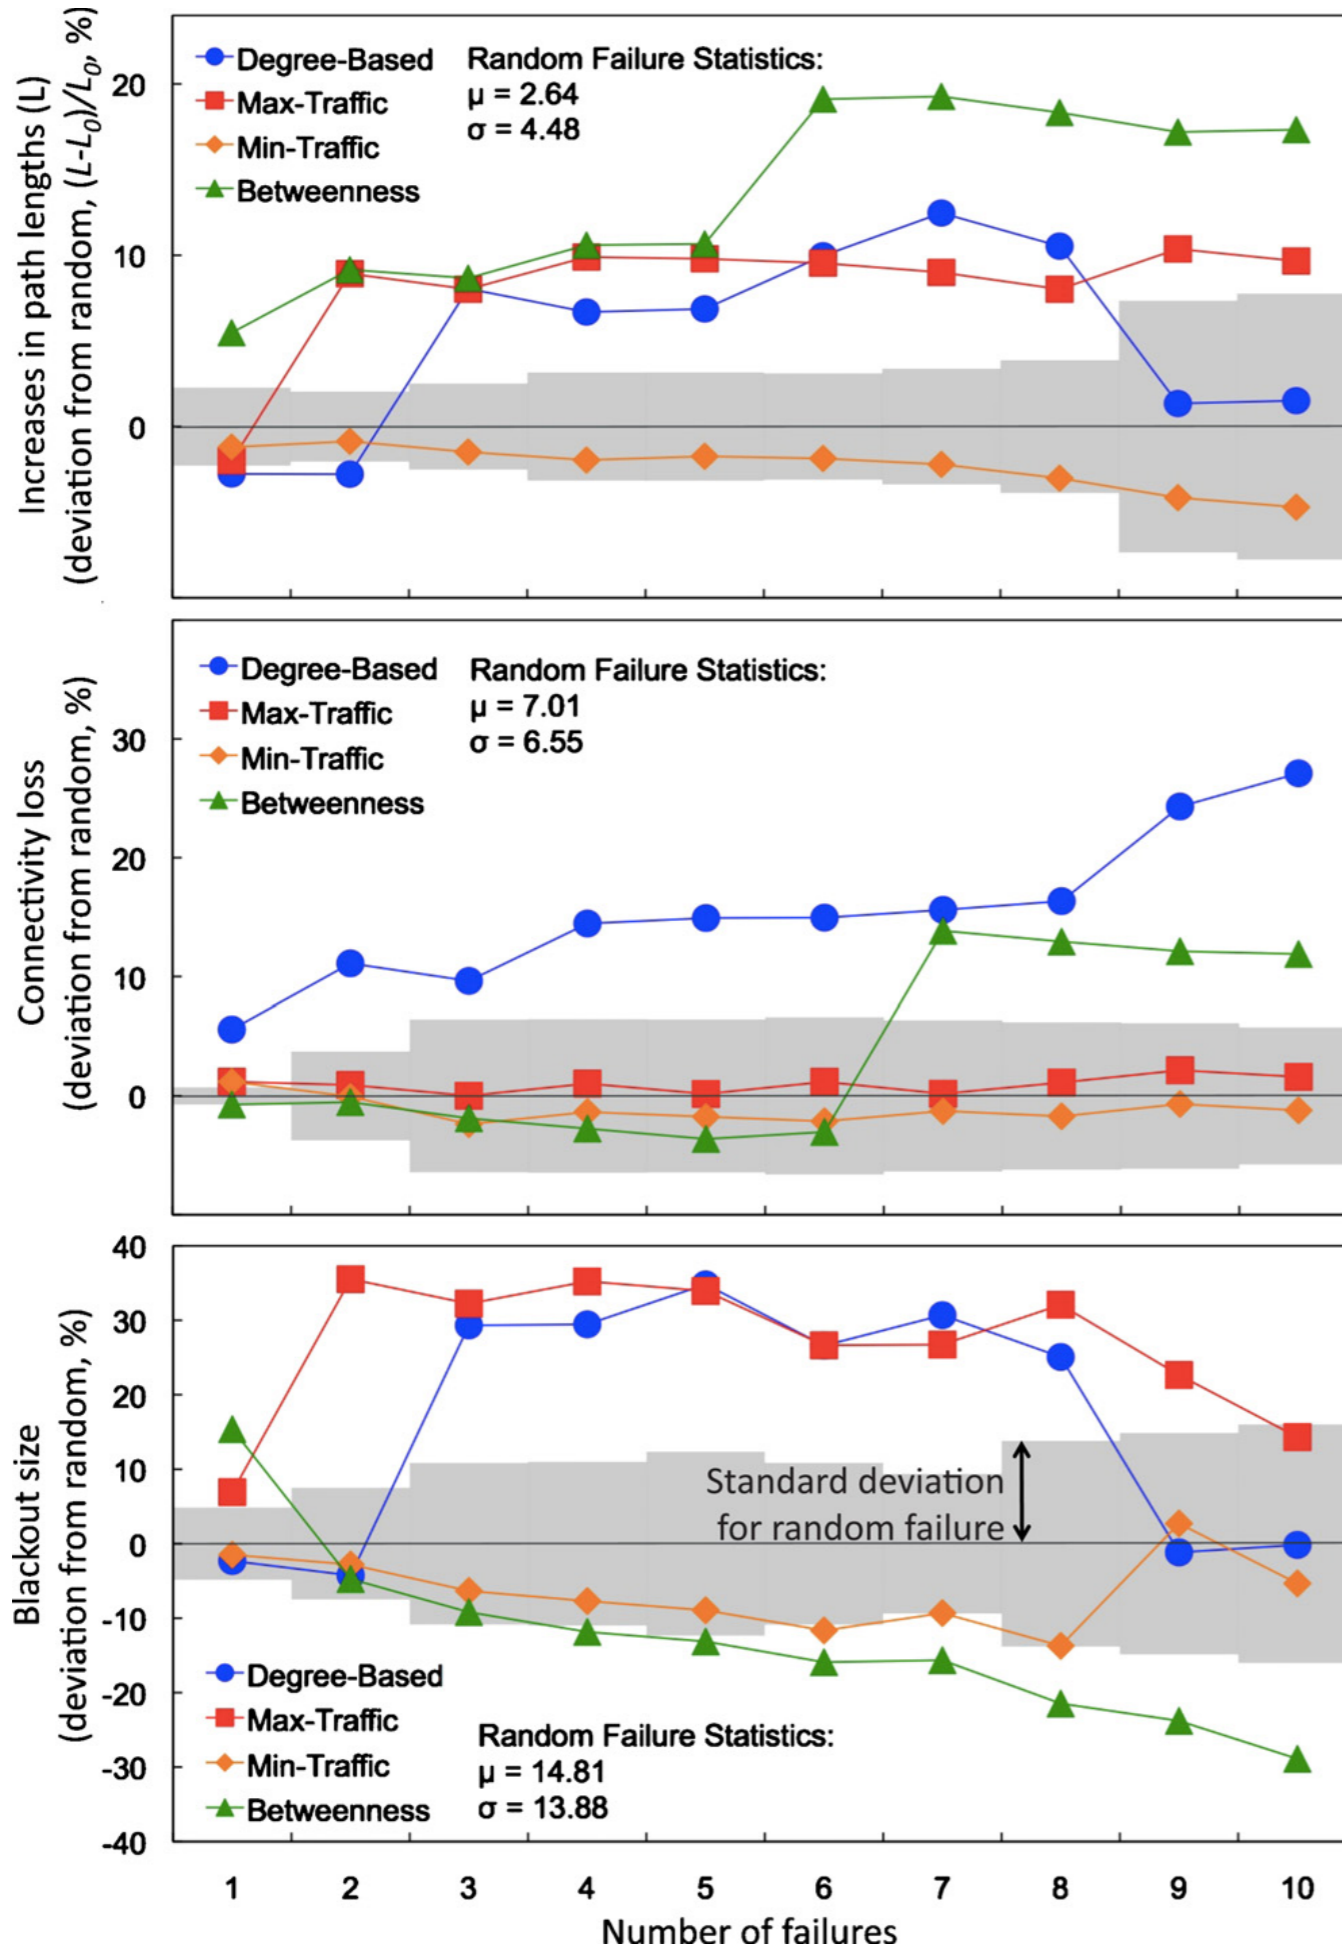 Increases in path lengths (L)
(deviation from random, (L-L0)/L0, %)
20
10
0
Degree-Based
Max-Traffic
Min-Traffic
Betweenness
Random Failure Statistics:
μ = 2.64
σ = 4.48
Connectivity loss
(deviation from random, %)
30
20
10
0
Degree-Based
Max-Traffic
Min-Traffic
Betweenness
Random Failure Statistics:
μ = 7.01
σ = 6.55
Blackout size
(deviation from random, %)
40
30
20
10
0
-10
-20
-30
-40
Standard deviation
for random failure
Degree-Based
Max-Traffic
Min-Traffic
Betweenness
Random Failure Statistics:
μ = 14.81
σ = 13.88
1 2 3 4 5 6 7 8 9 10
Number of failures